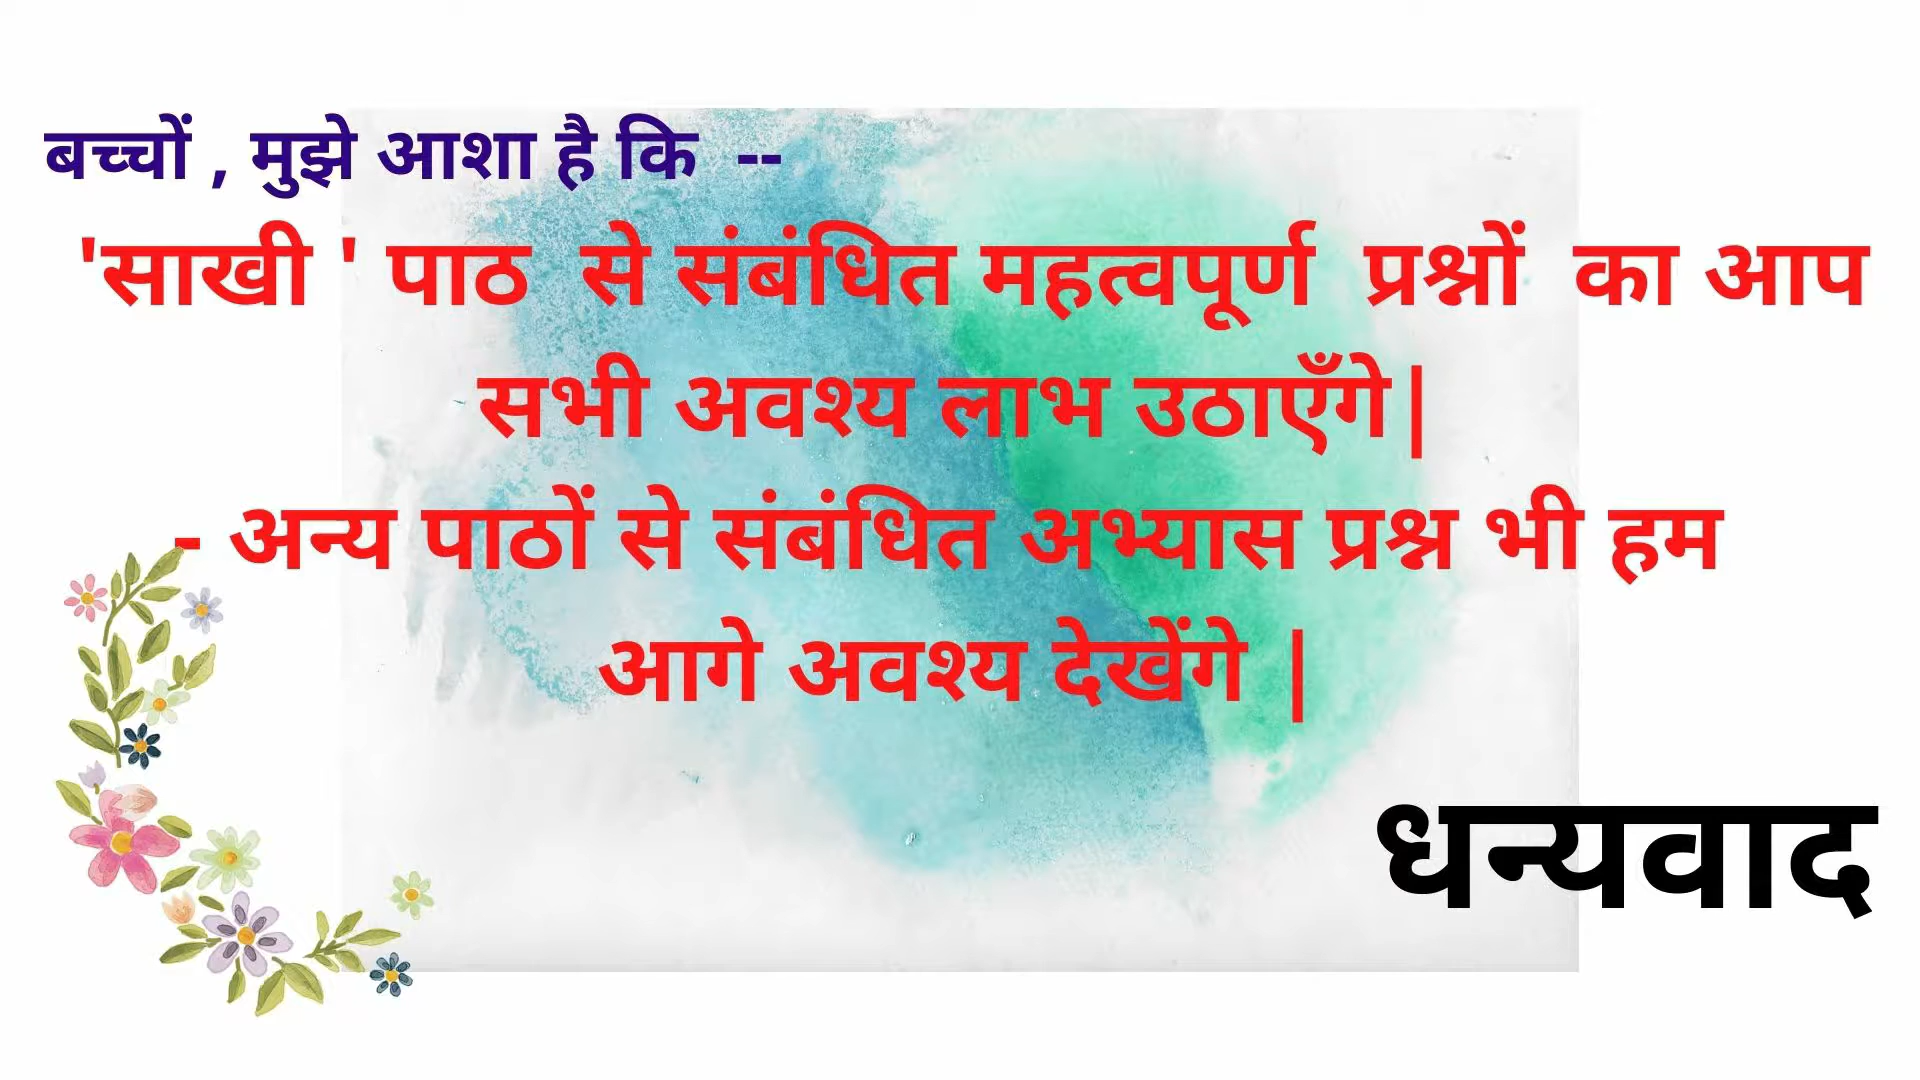 बच्चों , मुझे आशा है कि --
'साखी ' पाठ से संबंधित महत्वपूर्ण प्रश्नों का आप
सभी अवश्य लाभ उठाएँगे|
- अन्य पाठों से संबंधित अभ्यास प्रश्न भी हम
आगे अवश्य देखेंगे |
धन्यवाद